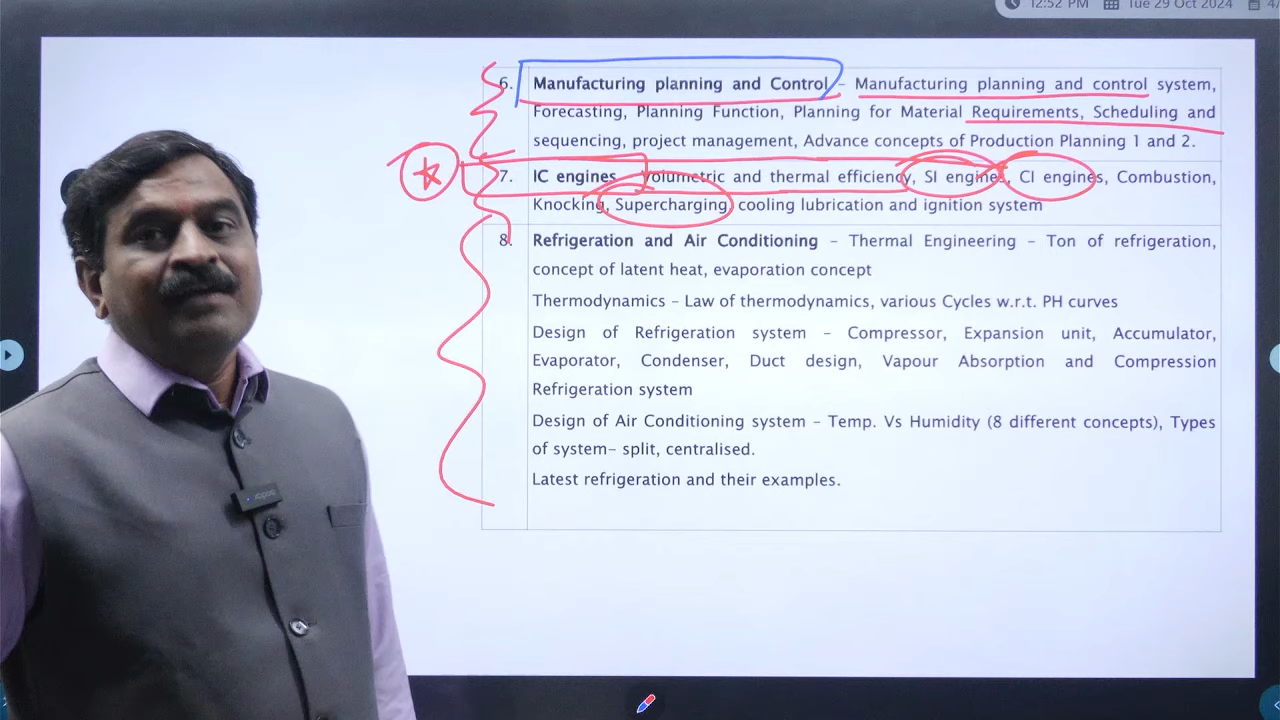 12:52 PM Tue 29 Oct 2024
6. Manufacturing planning and Control – Manufacturing planning and control system,
Forecasting, Planning Function, Planning for Material Requirements, Scheduling and
sequencing, project management, Advance concepts of Production Planning 1 and 2.
7. IC engines Volumetric and thermal efficiency, SI engines, CI engines, Combustion,
Knocking, Supercharging, cooling lubrication and ignition system
8. Refrigeration and Air Conditioning – Thermal Engineering – Ton of refrigeration,
concept of latent heat, evaporation concept
Thermodynamics – Law of thermodynamics, various Cycles w.r.t. PH curves
Design of Refrigeration system – Compressor, Expansion unit, Accumulator,
Evaporator, Condenser, Duct design, Vapour Absorption and Compression
Refrigeration system
Design of Air Conditioning system – Temp. Vs Humidity (8 different concepts), Types
of system– split, centralised.
Latest refrigeration and their examples.